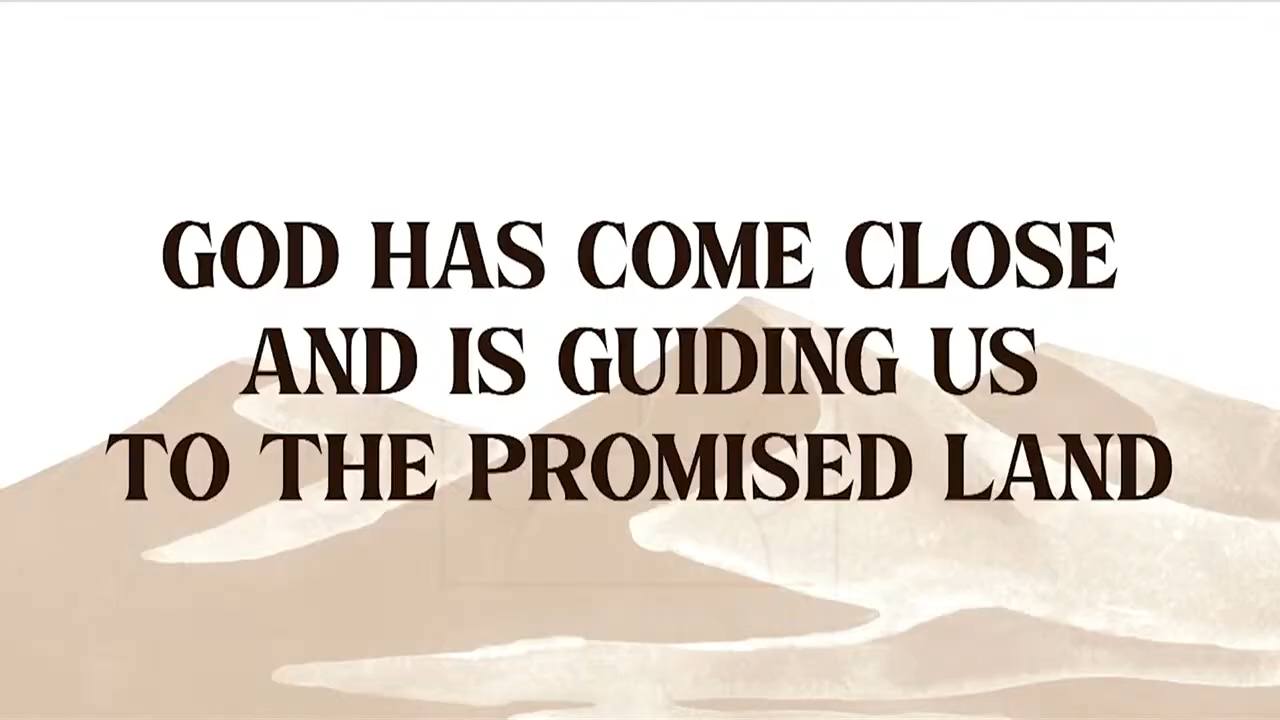 GOD HAS COME CLOSE
AND IS GUIDING US
TO THE PROMISED LAND